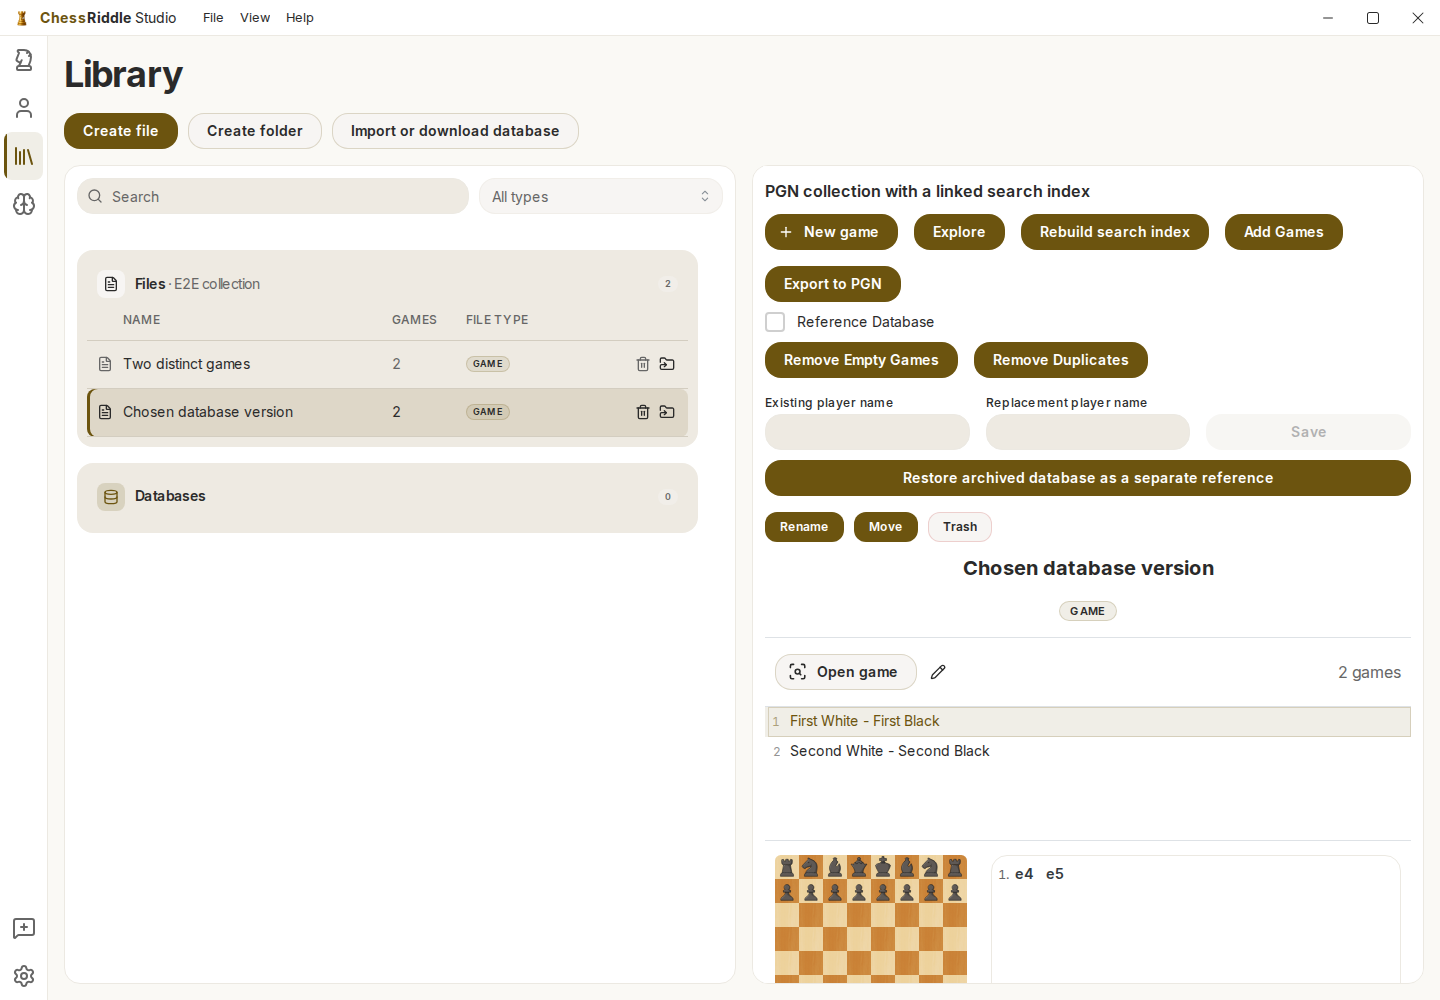 ChessRiddle Studio File View Help
Library
Create file Create folder Import or download database
Search All types
Files · E2E collection 2
NAME GAMES FILE TYPE
Two distinct games 2 GAME
Chosen database version 2 GAME
Databases 0
PGN collection with a linked search index
New game Explore Rebuild search index Add Games
Export to PGN
Reference Database
Remove Empty Games Remove Duplicates
Existing player name Replacement player name
Save
Restore archived database as a separate reference
Rename Move Trash
Chosen database version
GAME
Open game 2 games
1 First White - First Black
2 Second White - Second Black
1. e4 e5